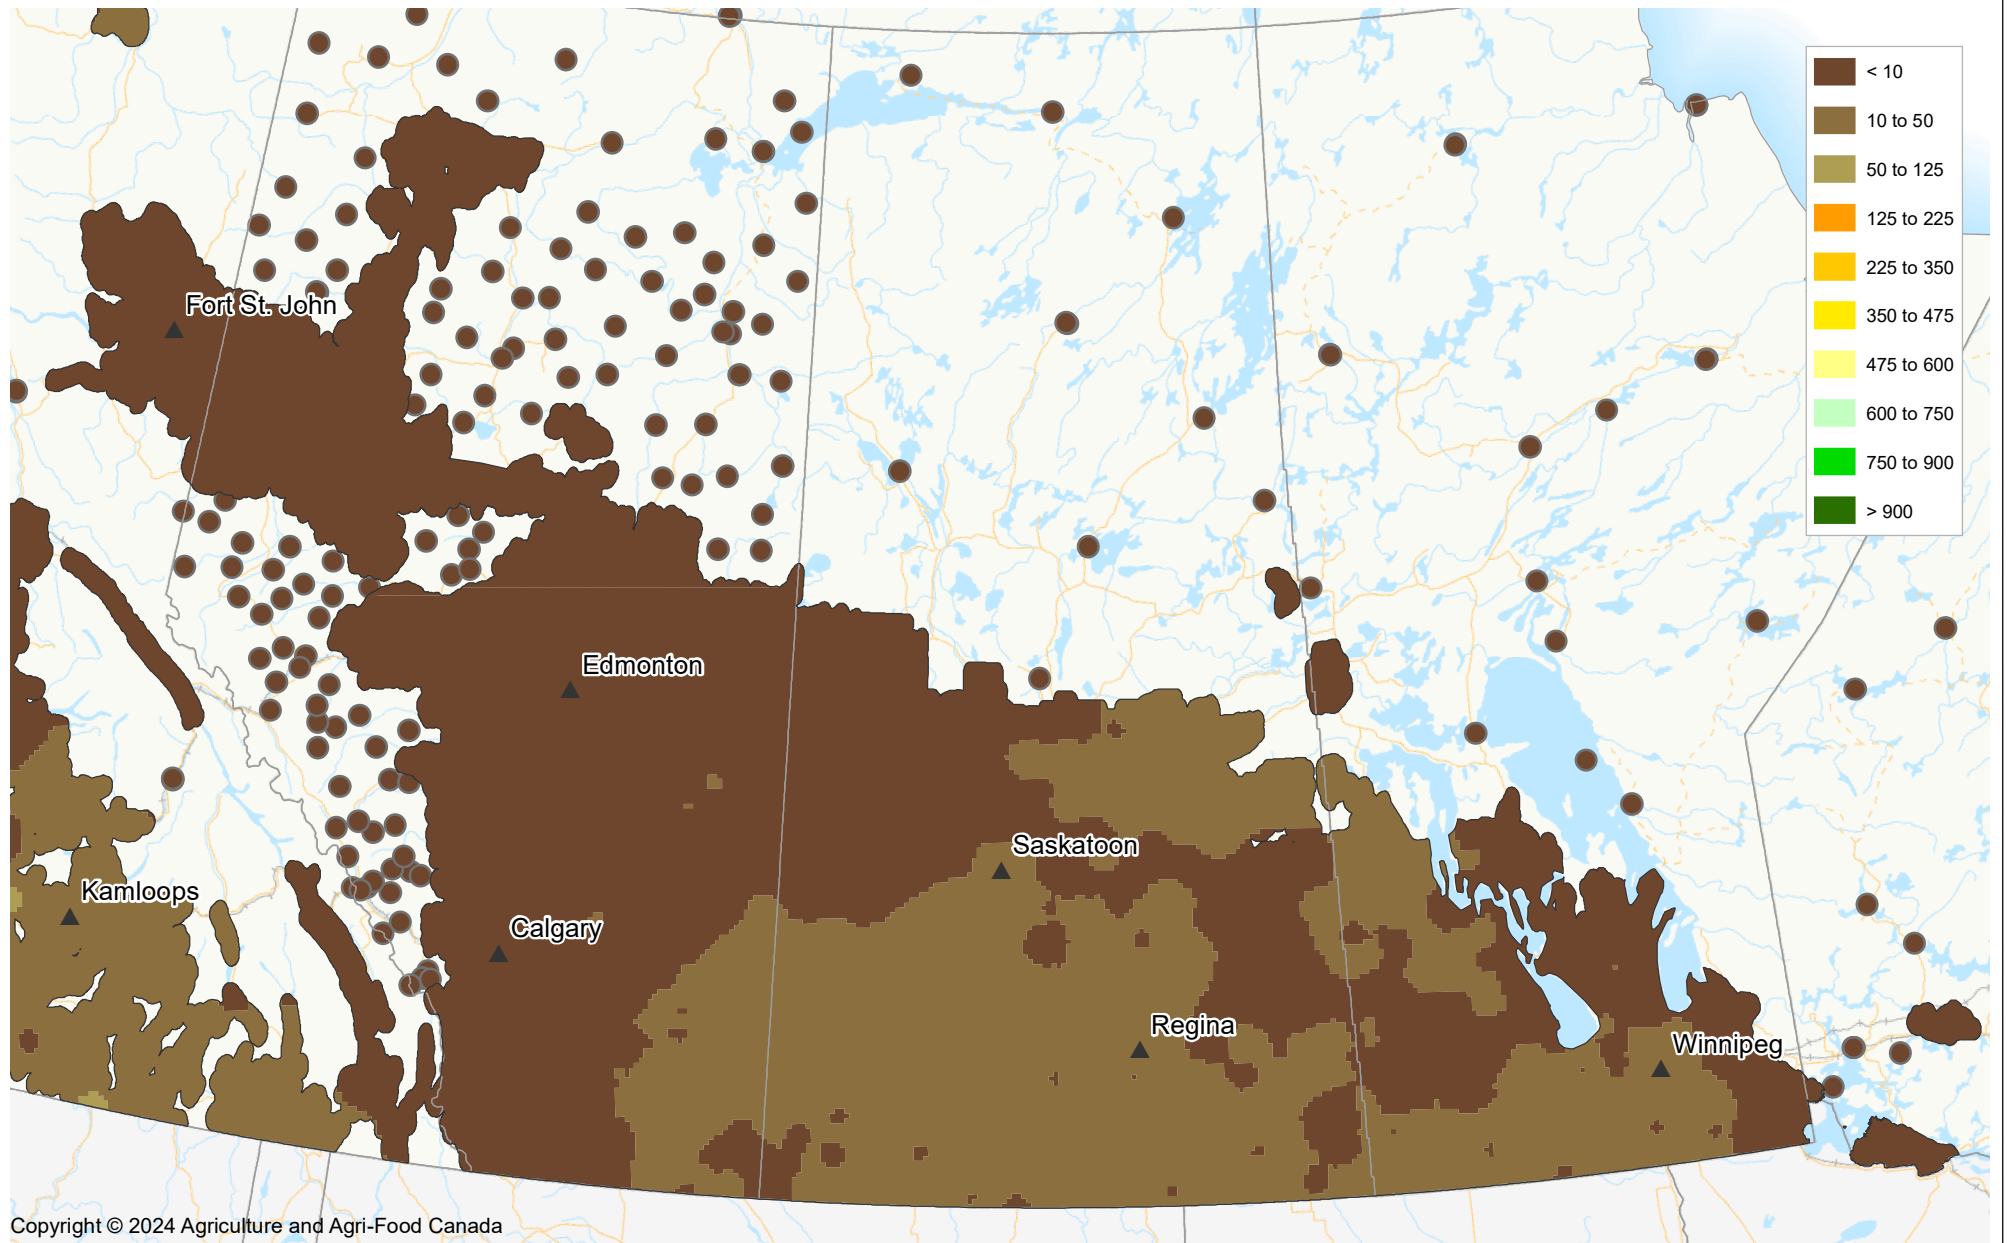 < 10
10 to 50
50 to 125
125 to 225
225 to 350
350 to 475
475 to 600
600 to 750
750 to 900
> 900
Fort St. John
Edmonton
Saskatoon
Kamloops
Calgary
Regina
Winnipeg
Copyright © 2024 Agriculture and Agri-Food Canada